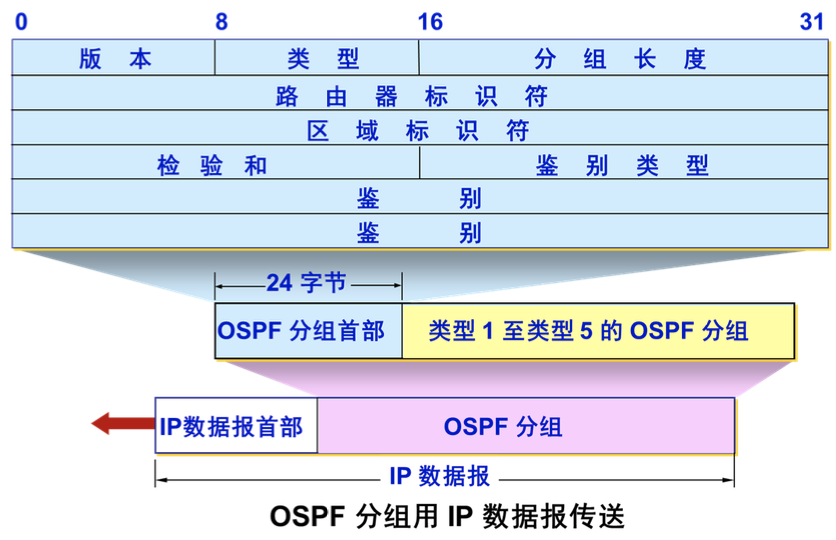 0 8 16 31
版 本 类 型 分 组 长 度
路 由 器 标 识 符
区 域 标 识 符
检 验 和 鉴 别 类 型
鉴 别
鉴 别
24 字节
OSPF 分组首部 类型 1 至类型 5 的 OSPF 分组
IP数据报首部 OSPF 分组
IP 数据报
OSPF 分组用 IP 数据报传送